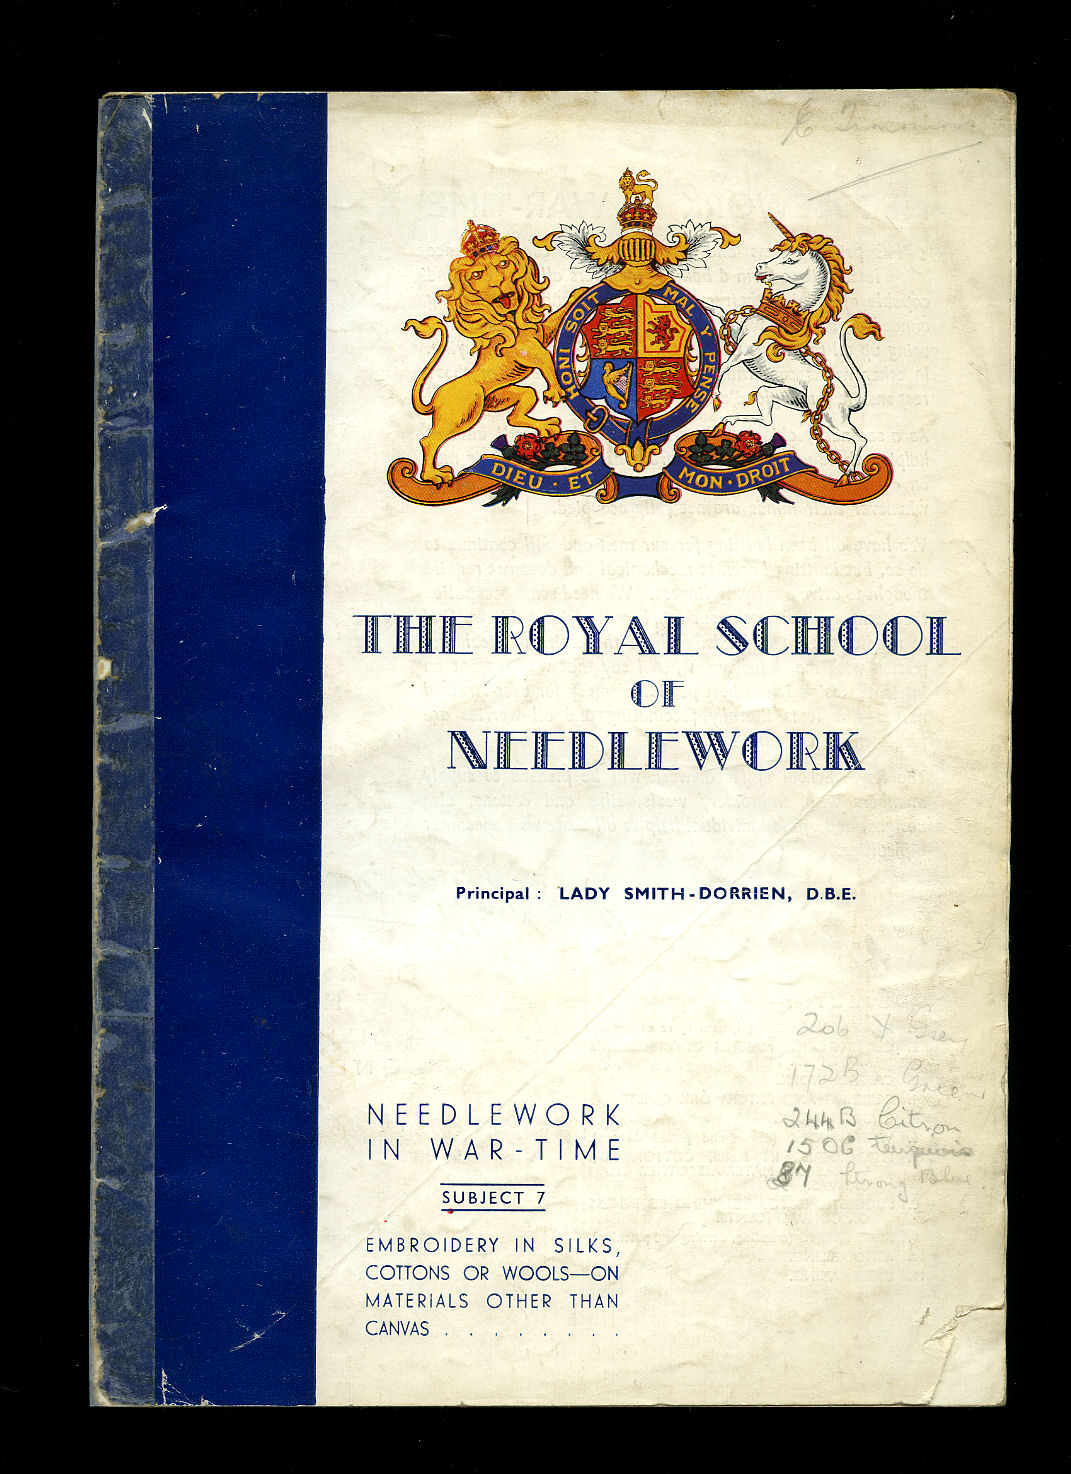 HONI SOIT MAL Y PENSE
DIEU · ET MON · DROIT
THE ROYAL SCHOOL
OF
NEEDLEWORK
Principal : LADY SMITH-DORRIEN, D.B.E.
206 Grey
172B Green
244B Citron
150C
87 Strong Blue
NEEDLEWORK
IN WAR-TIME
SUBJECT 7
EMBROIDERY IN SILKS,
COTTONS OR WOOLS—ON
MATERIALS OTHER THAN
CANVAS . . . . . . . .